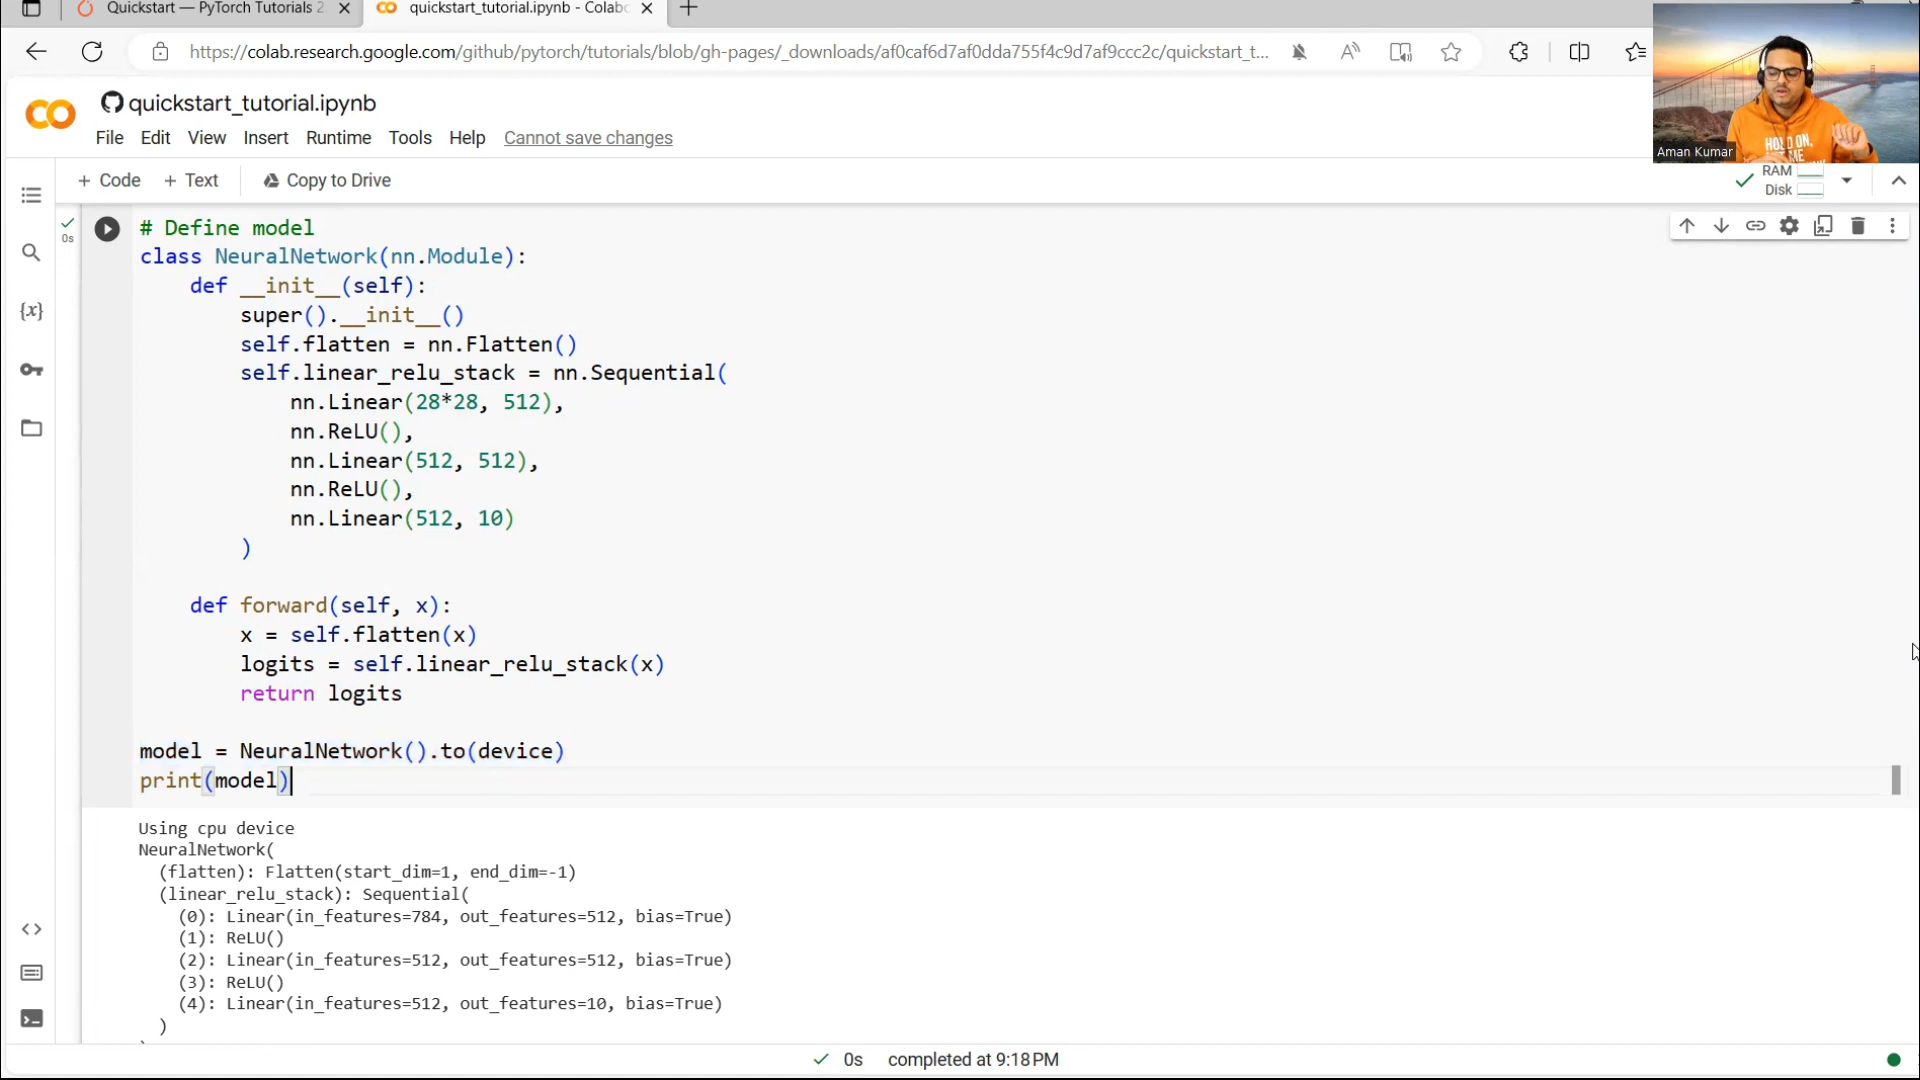 Quickstart — PyTorch Tutorials 2
quickstart_tutorial.ipynb - Colab
https://colab.research.google.com/github/pytorch/tutorials/blob/gh-pages/_downloads/af0caf6d7af0dda755f4c9d7af9ccc2c/quickstart_t...
quickstart_tutorial.ipynb
File Edit View Insert Runtime Tools Help Cannot save changes
HOLD ON,
Aman Kumar
+ Code + Text Copy to Drive
RAM
Disk
0s
# Define model
class NeuralNetwork(nn.Module):
    def __init__(self):
        super().__init__()
        self.flatten = nn.Flatten()
        self.linear_relu_stack = nn.Sequential(
            nn.Linear(28*28, 512),
            nn.ReLU(),
            nn.Linear(512, 512),
            nn.ReLU(),
            nn.Linear(512, 10)
        )
    def forward(self, x):
        x = self.flatten(x)
        logits = self.linear_relu_stack(x)
        return logits
model = NeuralNetwork().to(device)
print(model)
Using cpu device
NeuralNetwork(
  (flatten): Flatten(start_dim=1, end_dim=-1)
  (linear_relu_stack): Sequential(
    (0): Linear(in_features=784, out_features=512, bias=True)
    (1): ReLU()
    (2): Linear(in_features=512, out_features=512, bias=True)
    (3): ReLU()
    (4): Linear(in_features=512, out_features=10, bias=True)
  )
0s completed at 9:18 PM